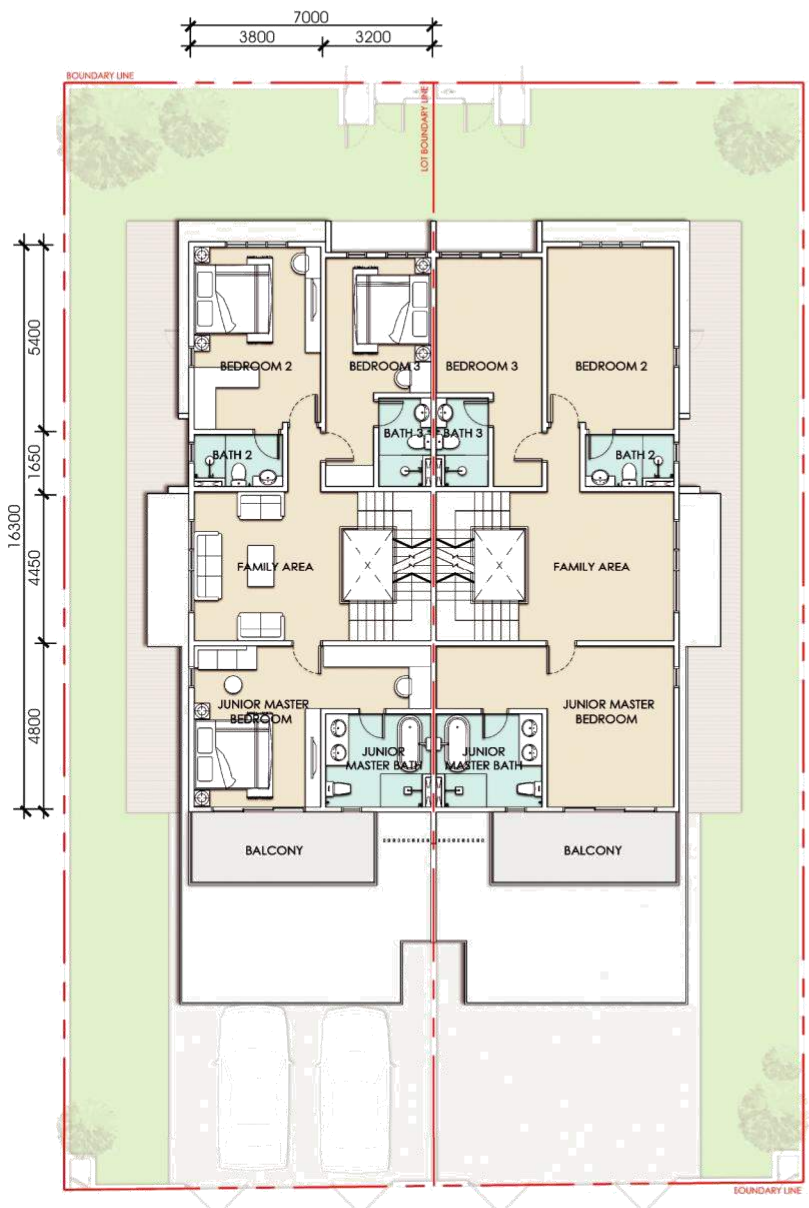 7000
3800
3200
BOUNDARY LINE
LOT BOUNDARY LINE
5400
1650
16300
4450
4800
BEDROOM 2
BEDROOM 3
BEDROOM 3
BEDROOM 2
BATH 2
BATH 3
BATH 3
BATH 2
FAMILY AREA
FAMILY AREA
JUNIOR MASTER
BEDROOM
JUNIOR MASTER
BEDROOM
JUNIOR
MASTER BATH
JUNIOR
MASTER BATH
BALCONY
BALCONY
BOUNDARY LINE